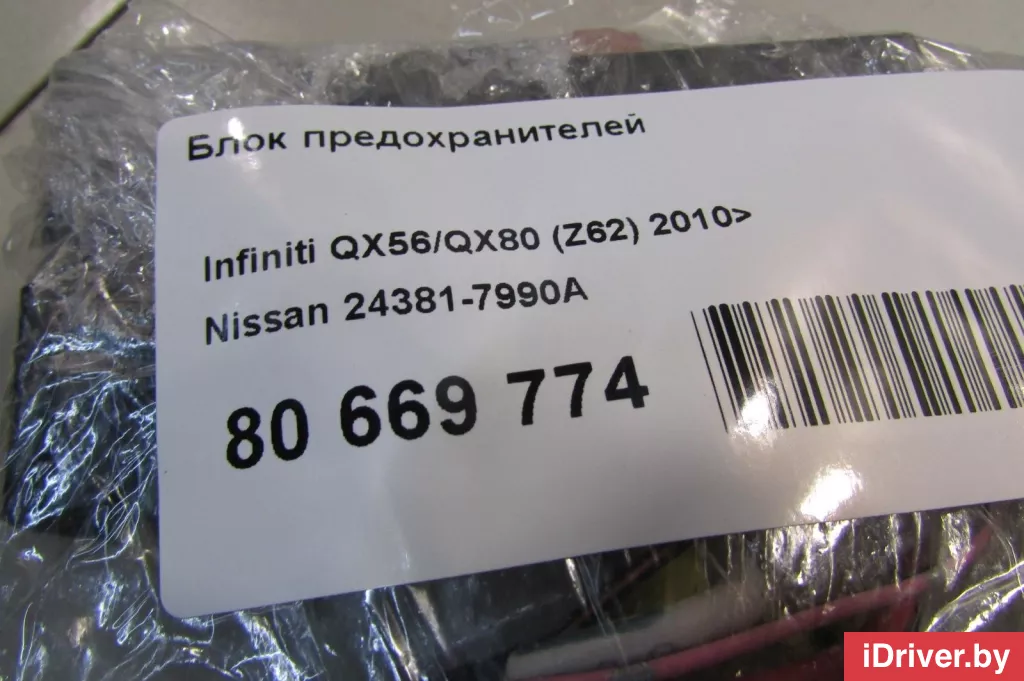 Блок предохранителей
Infiniti QX56/QX80 (Z62) 2010>
Nissan 24381-7990A
80 669 774
iDriver.by